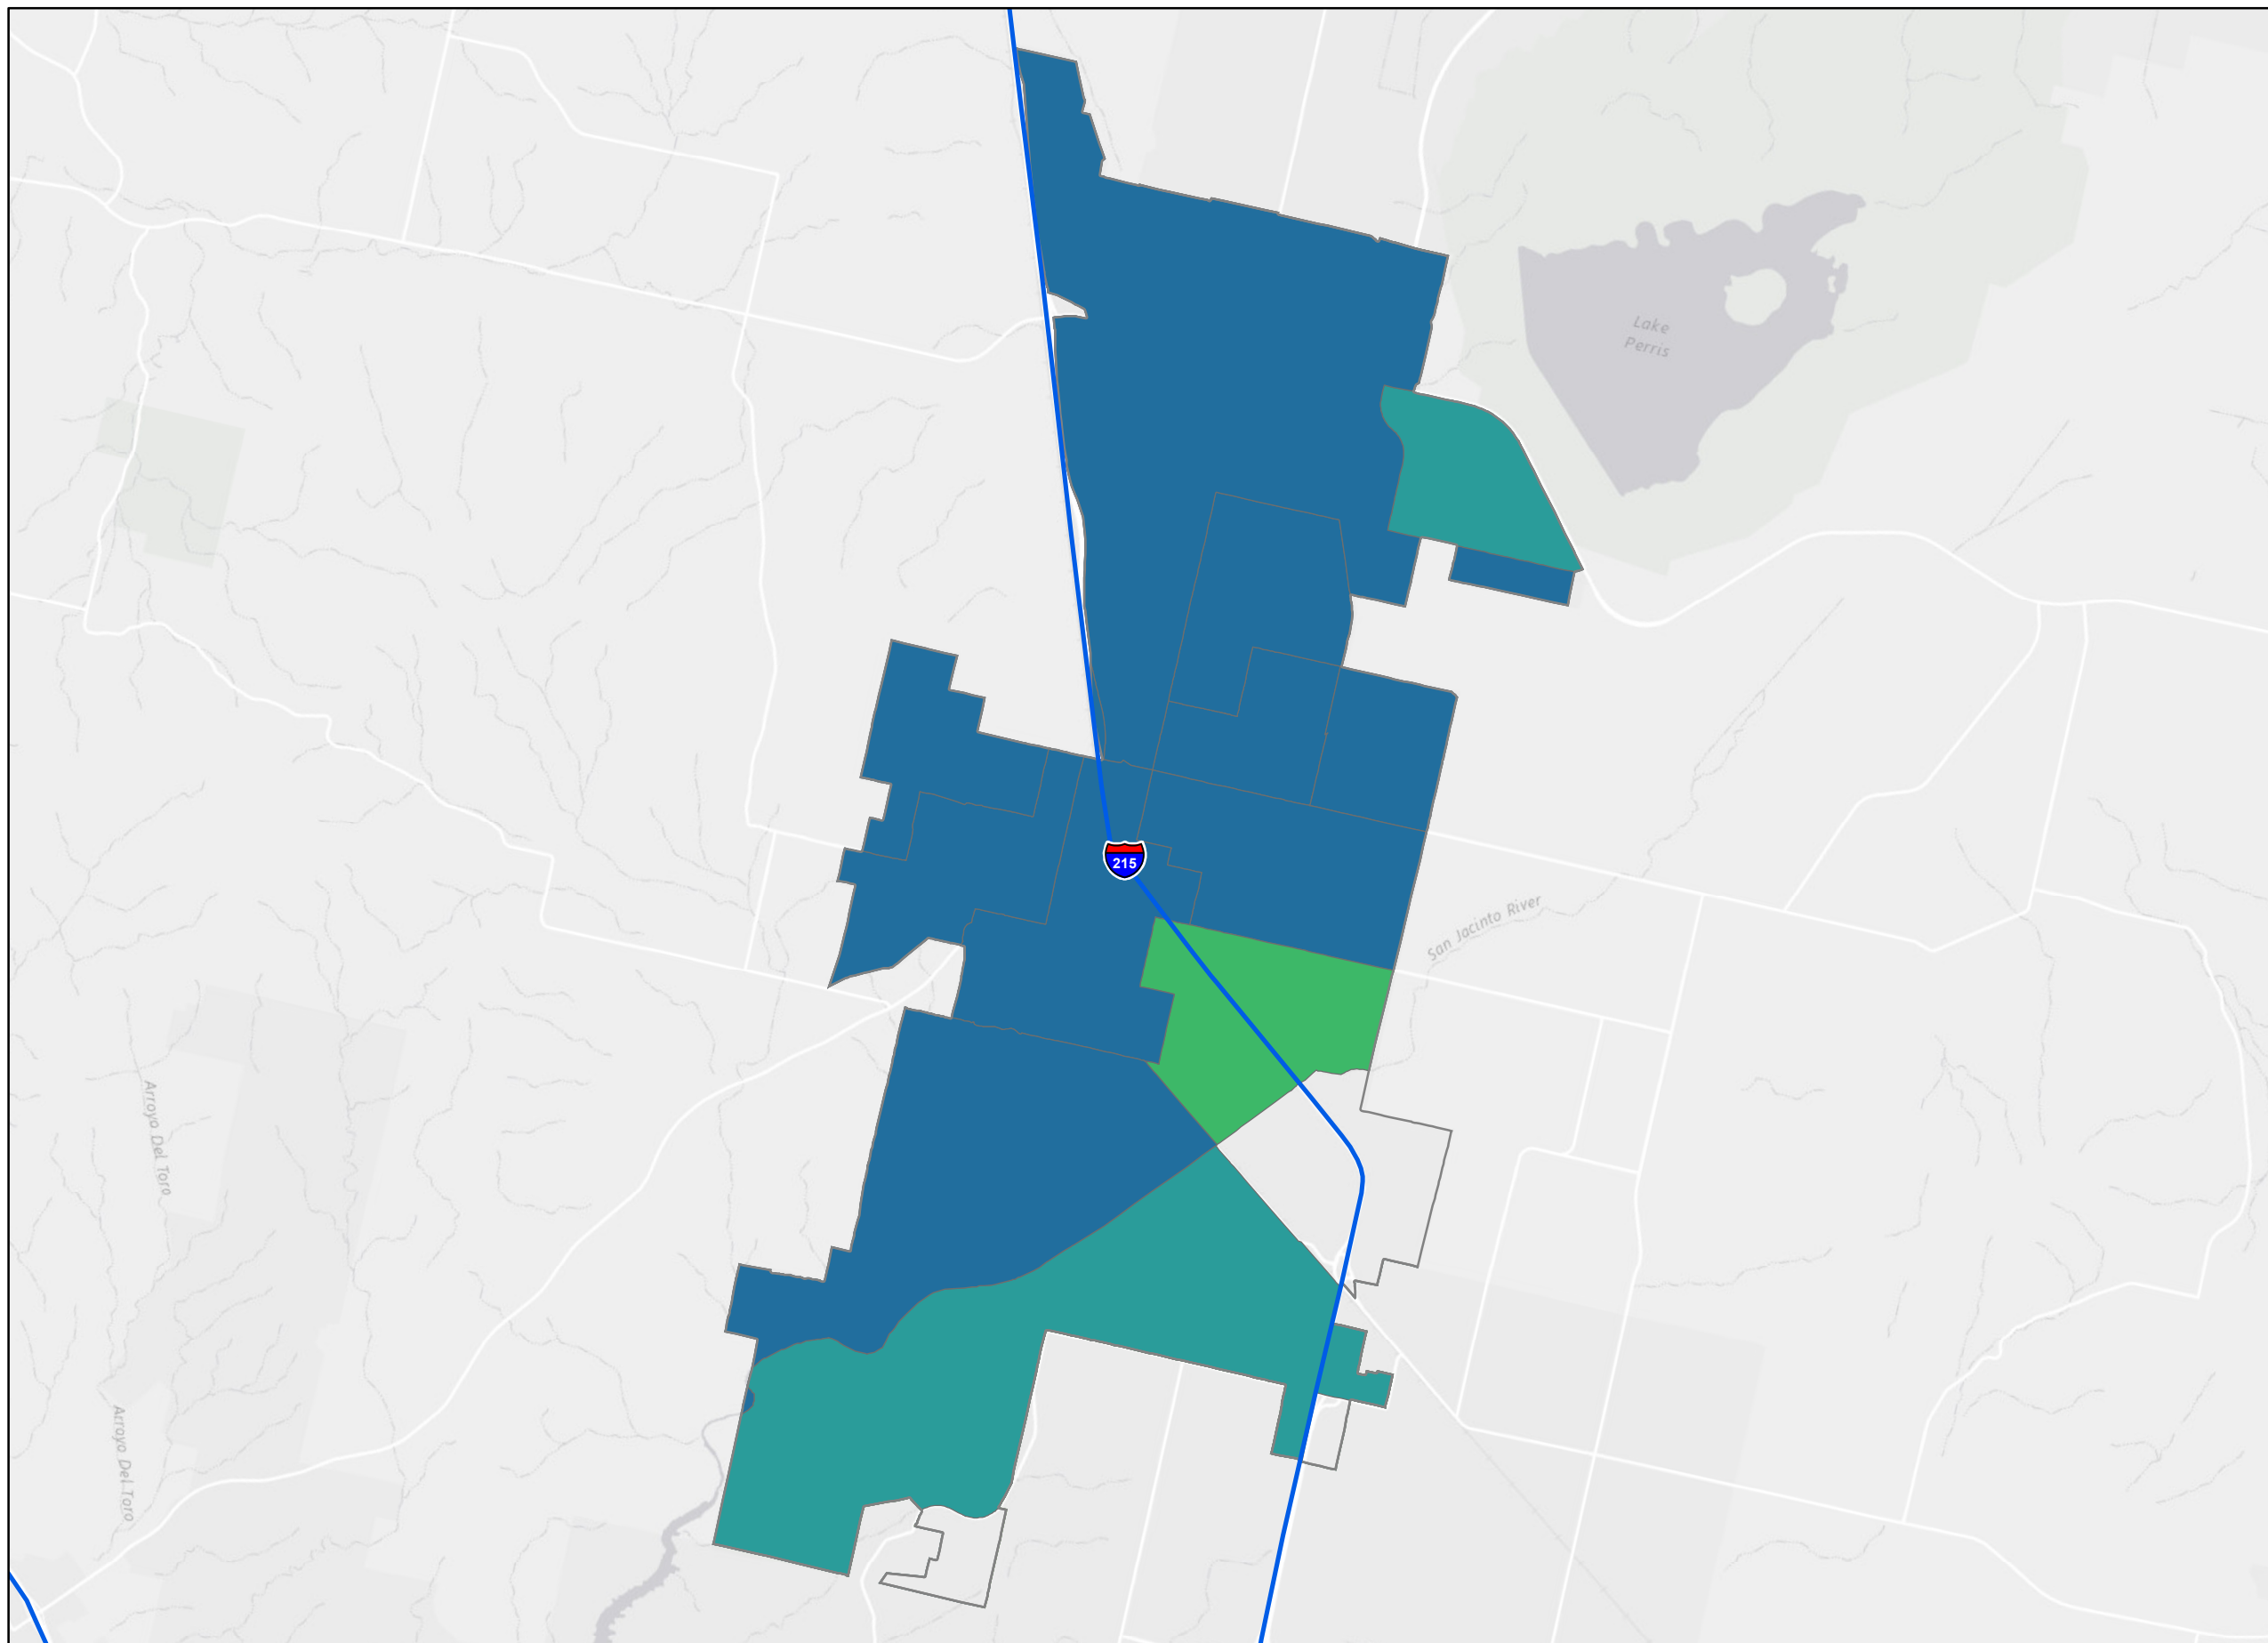 Lake
Perris
215
San Jacinto River
Arroyo Del Toro
Arroyo Del Toro